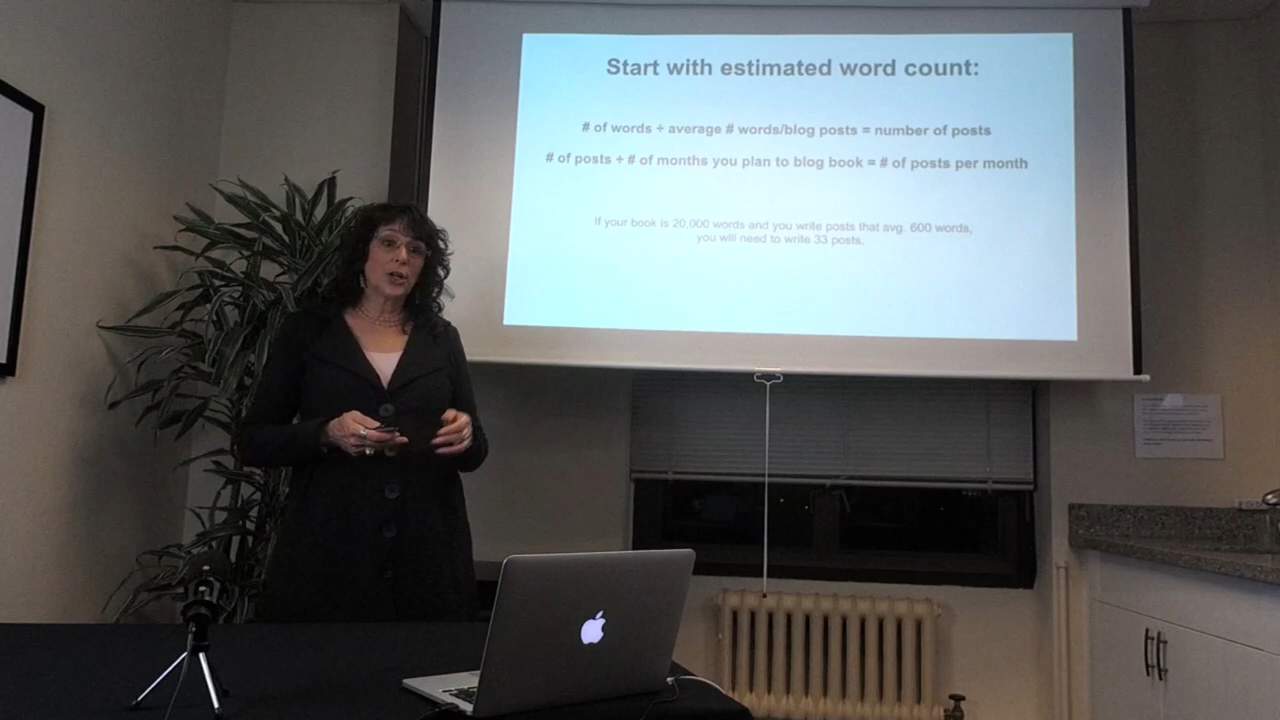 Start with estimated word count:
# of words ÷ average # words/blog posts = number of posts
# of posts ÷ # of months you plan to blog book = # of posts per month
If your book is 20,000 words and you write posts that avg. 600 words,
you will need to write 33 posts.